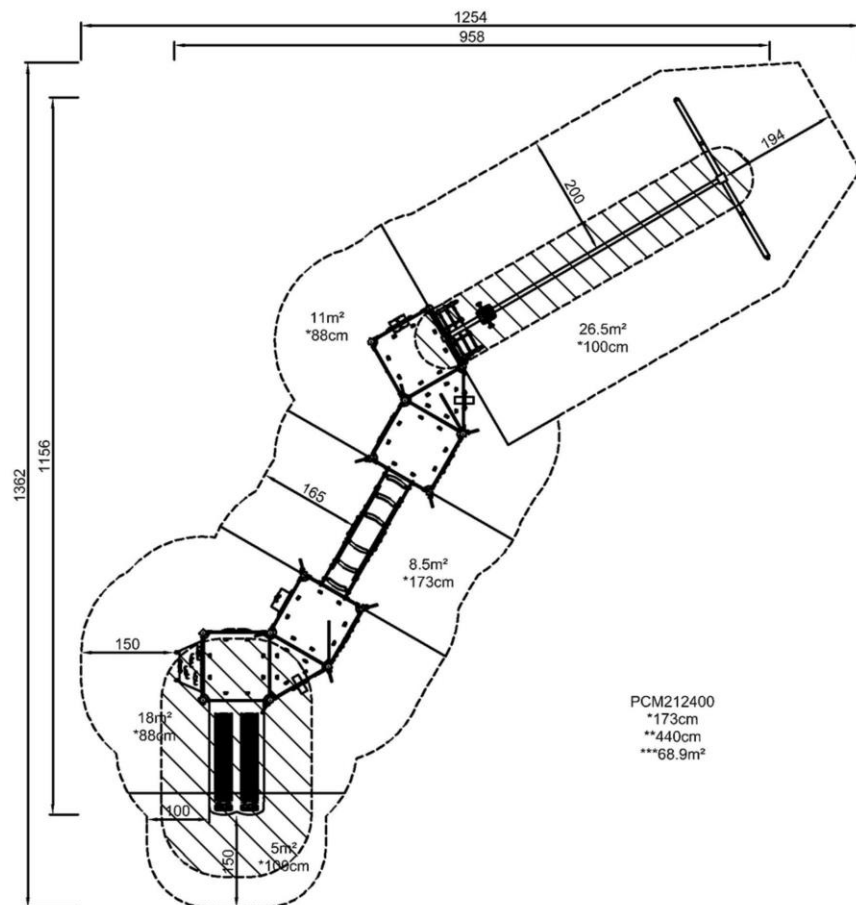 1254
958
194
200
11m²
*88cm
26.5m²
*100cm
1362
1156
165
8.5m²
*173cm
150
18m²
*88cm
PCM212400
*173cm
**440cm
***68.9m²
100
5m²
*100cm
150